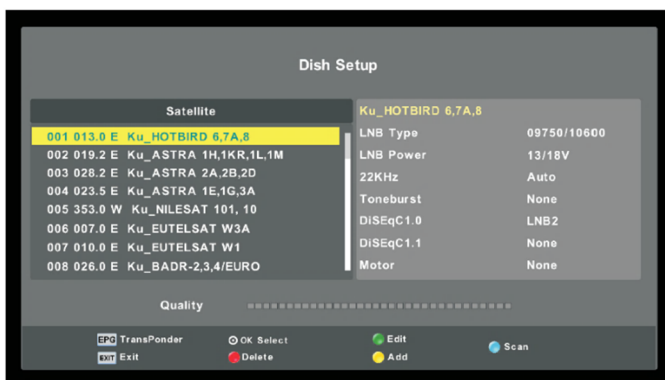 Dish Setup
Satellite
001 013.0 E Ku_HOTBIRD 6,7A,8
002 019.2 E Ku_ASTRA 1H,1KR,1L,1M
003 028.2 E Ku_ASTRA 2A,2B,2D
004 023.5 E Ku_ASTRA 1E,1G,3A
005 353.0 W Ku_NILESAT 101, 10
006 007.0 E Ku_EUTELSAT W3A
007 010.0 E Ku_EUTELSAT W1
008 026.0 E Ku_BADR-2,3,4/EURO
Ku_HOTBIRD 6,7A,8
LNB Type 09750/10600
LNB Power 13/18V
22KHz Auto
Toneburst None
DiSEqC1.0 LNB2
DiSEqC1.1 None
Motor None
Quality
EPG TransPonder OK Select Edit Scan
EXIT Exit Delete Add